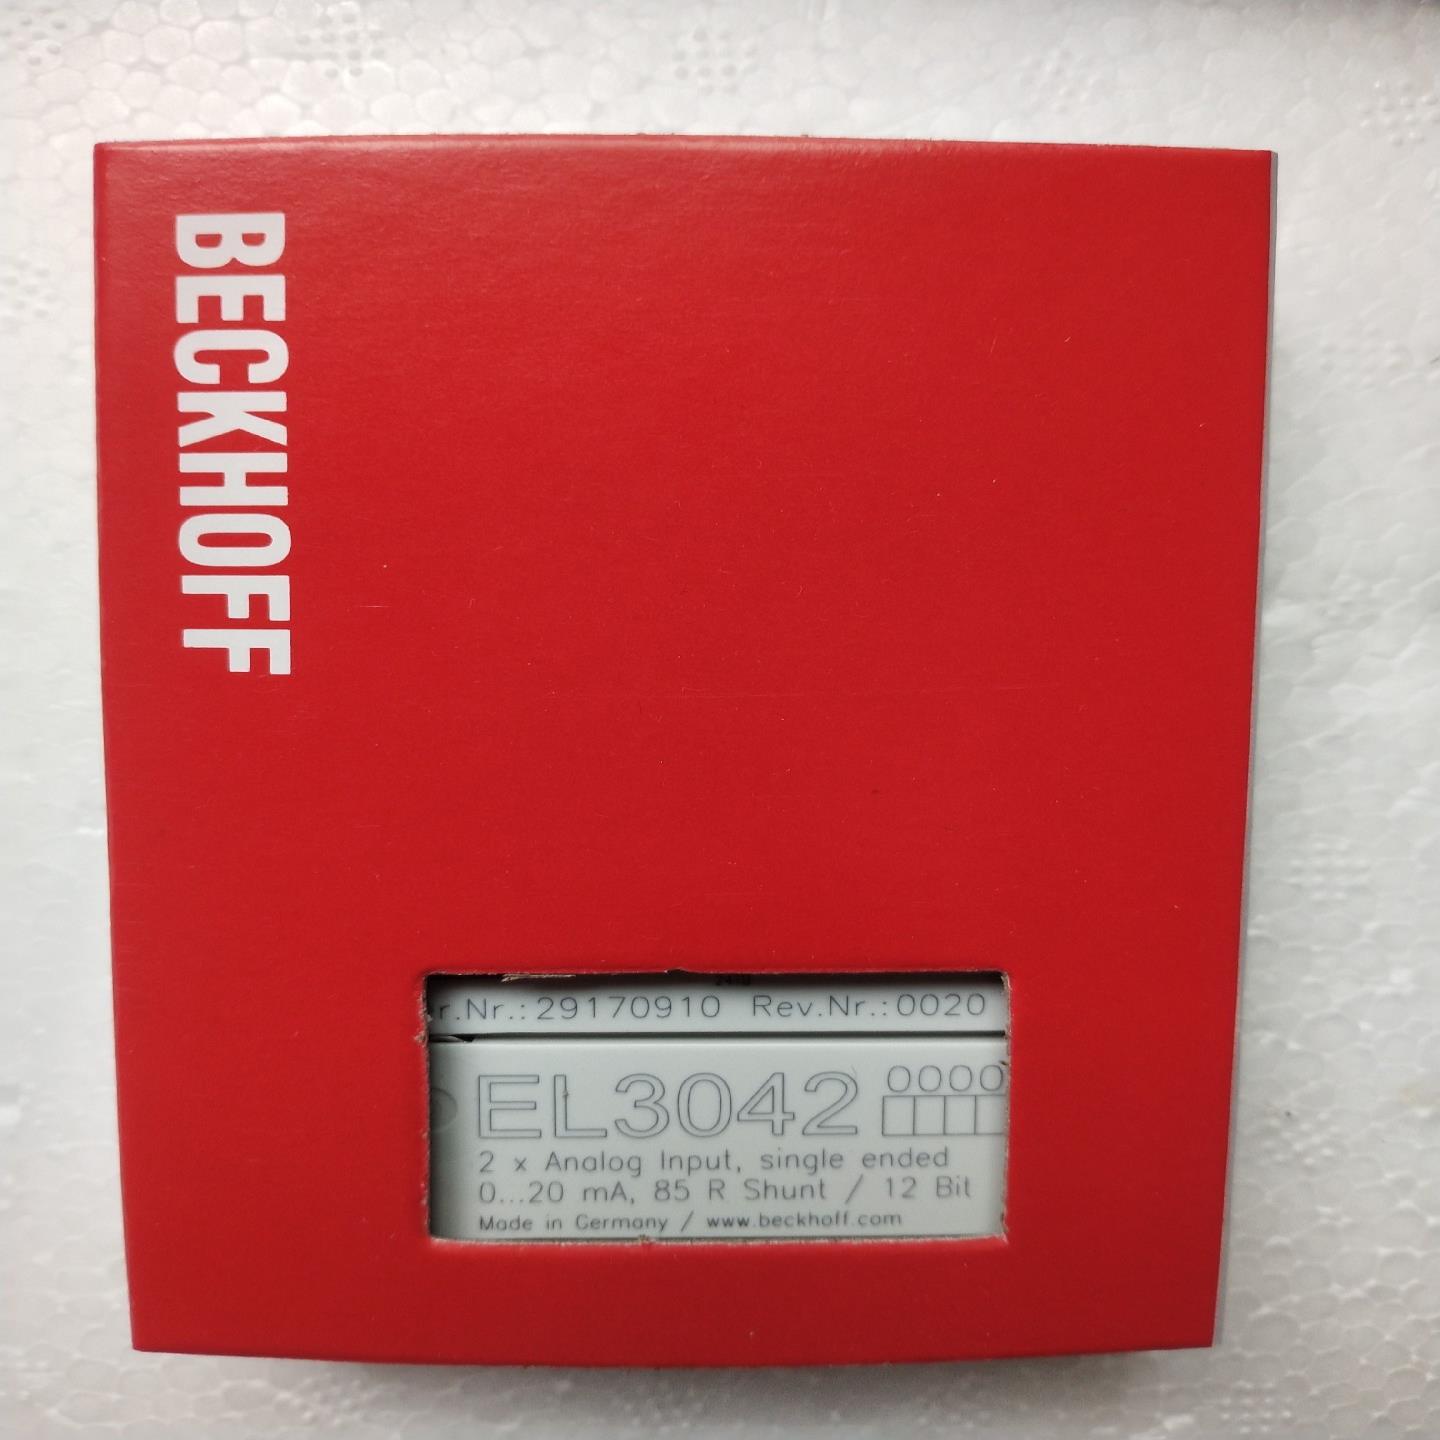 BECKHOFF
r.Nr.:29170910 Rev.Nr.:0020
EL3042 0000
2 x Analog Input, single ended
0...20 mA, 85 R Shunt / 12 Bit
Made in Germany / www.beckhoff.com